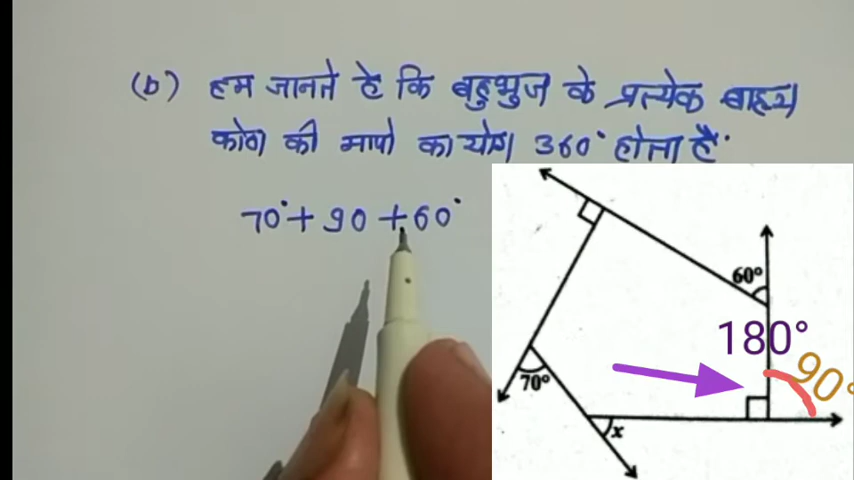 (b) हम जानते है कि बहुभुज के प्रत्येक बाह्य
कोण की मापो का योग 360° होता है.
70° + 90 + 60°
60°
180°
90°
70°
x